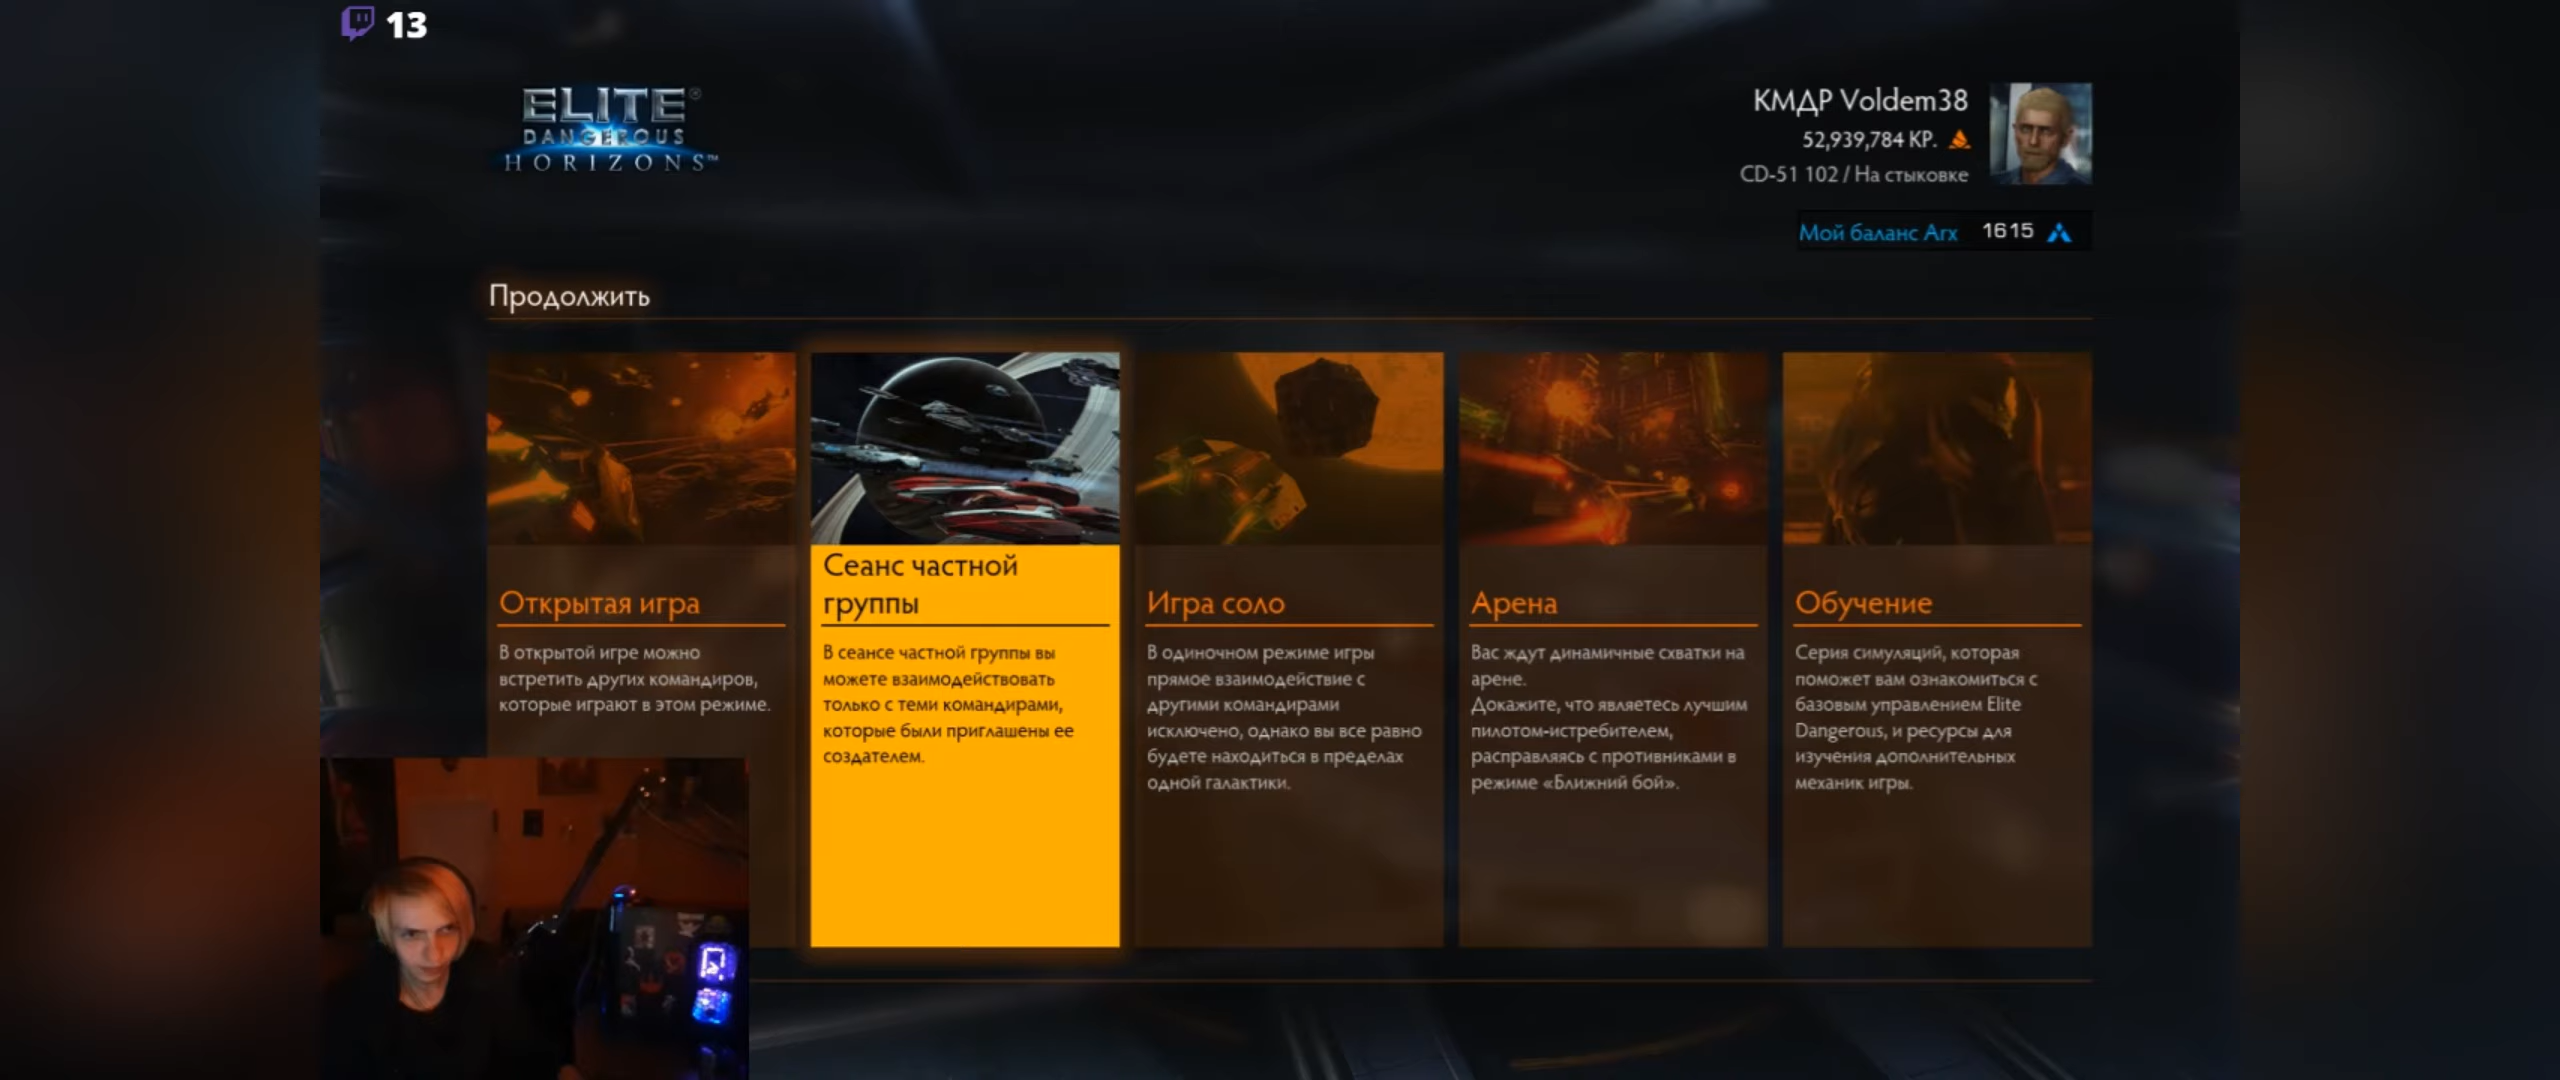 13
ELITE®
DANGEROUS
HORIZONS™
КМДР Voldem38
52,939,784 КР.
CD-51 102 / На стыковке
Мой баланс Arx 1615
Продолжить
Открытая игра
В открытой игре можно
встретить других командиров,
которые играют в этом режиме.
Сеанс частной
группы
В сеансе частной группы вы
можете взаимодействовать
только с теми командирами,
которые были приглашены ее
создателем.
Игра соло
В одиночном режиме игры
прямое взаимодействие с
другими командирами
исключено, однако вы все равно
будете находиться в пределах
одной галактики.
Арена
Вас ждут динамичные схватки на
арене.
Докажите, что являетесь лучшим
пилотом-истребителем,
расправляясь с противниками в
режиме «Ближний бой».
Обучение
Серия симуляций, которая
поможет вам ознакомиться с
базовым управлением Elite
Dangerous, и ресурсы для
изучения дополнительных
механик игры.